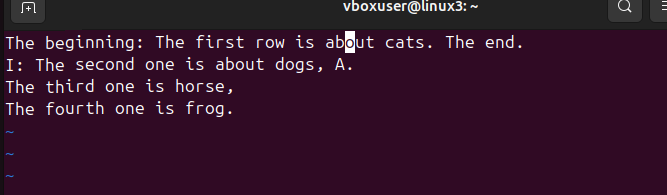 vboxuser@linux3: ~
The beginning: The first row is about cats. The end.
I: The second one is about dogs, A.
The third one is horse,
The fourth one is frog.
~
~
~